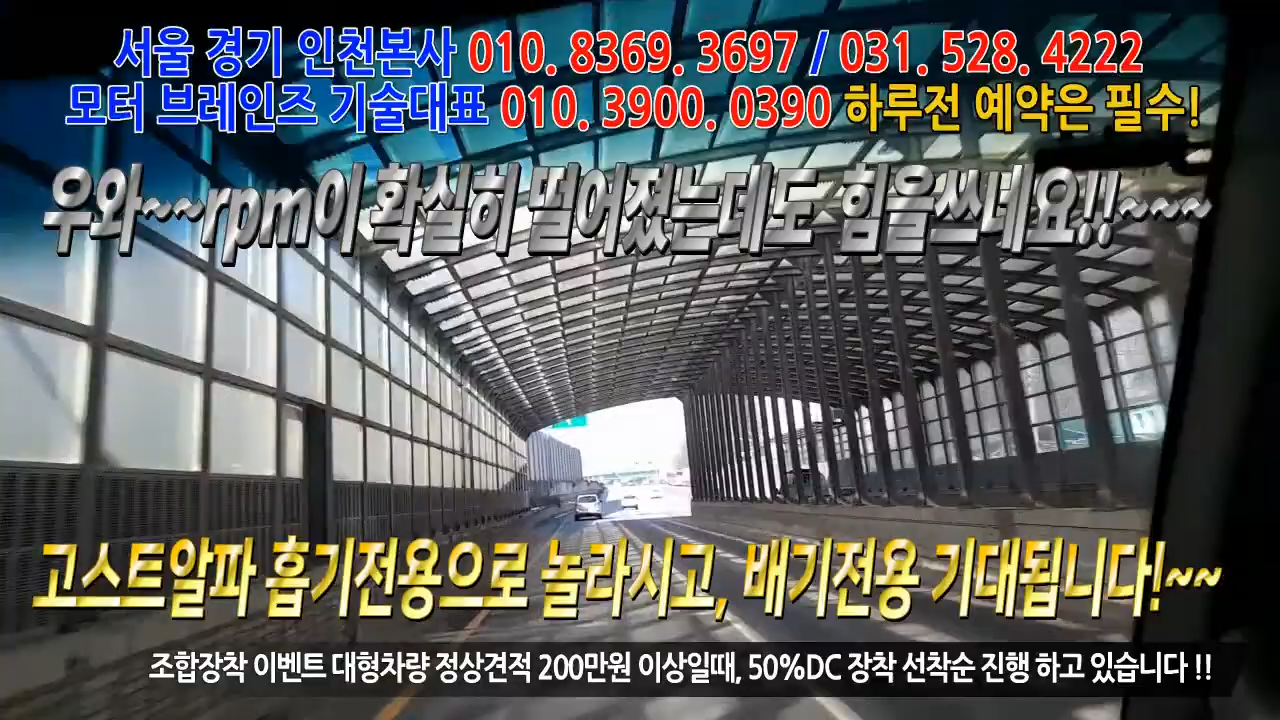 서울 경기 인천본사 010. 8369. 3697 / 031. 528. 4222
모터 브레인즈 기술대표 010. 3900. 0390 하루전 예약은 필수!
우와~~rpm이 확실히 떨어졌는데도 힘을쓰네요!!~~~
고스트알파 흡기전용으로 놀라시고, 배기전용 기대됩니다!~~
조합장착 이벤트 대형차량 정상견적 200만원 이상일때, 50%DC 장착 선착순 진행 하고 있습니다 !!